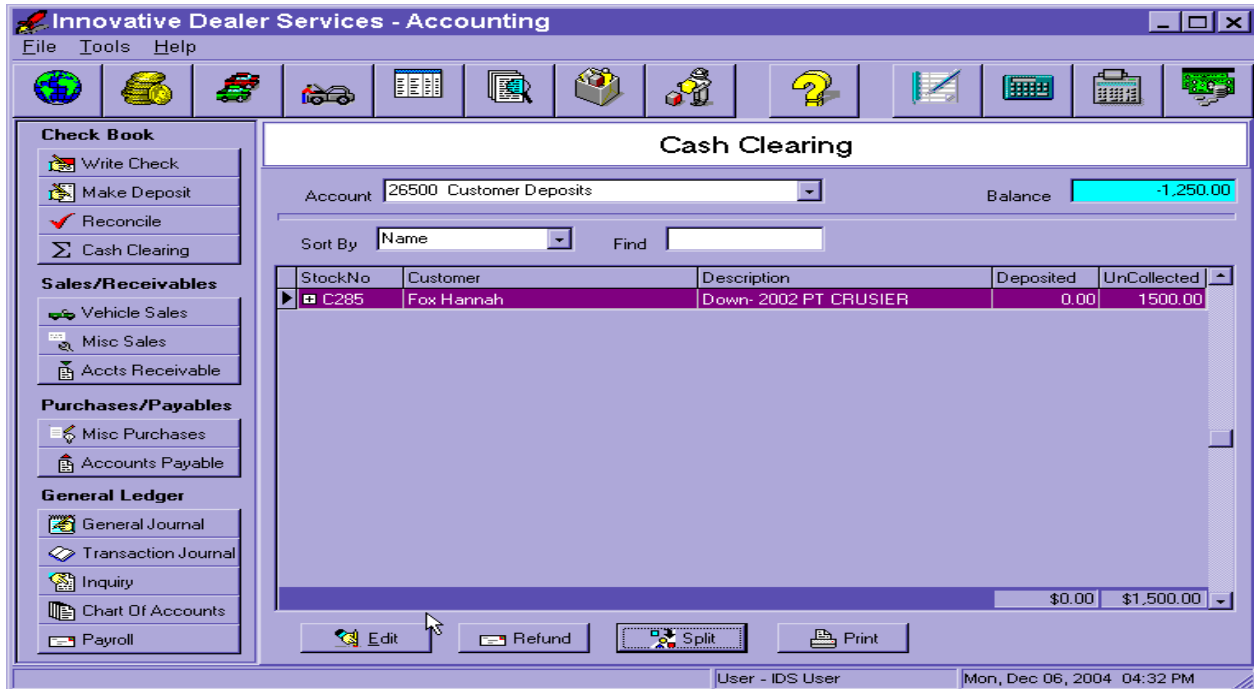 Innovative Dealer Services - Accounting
File Tools Help
Check Book
Write Check
Make Deposit
Reconcile
Cash Clearing
Sales/Receivables
Vehicle Sales
Misc Sales
Accts Receivable
Purchases/Payables
Misc Purchases
Accounts Payable
General Ledger
General Journal
Transaction Journal
Inquiry
Chart Of Accounts
Payroll
Cash Clearing
Account 26500 Customer Deposits Balance -1,250.00
Sort By Name Find
StockNo Customer Description Deposited UnCollected
C285 Fox Hannah Down- 2002 PT CRUSIER 0.00 1500.00
$0.00 $1,500.00
Edit Refund Split Print
User - IDS User Mon, Dec 06, 2004 04:32 PM